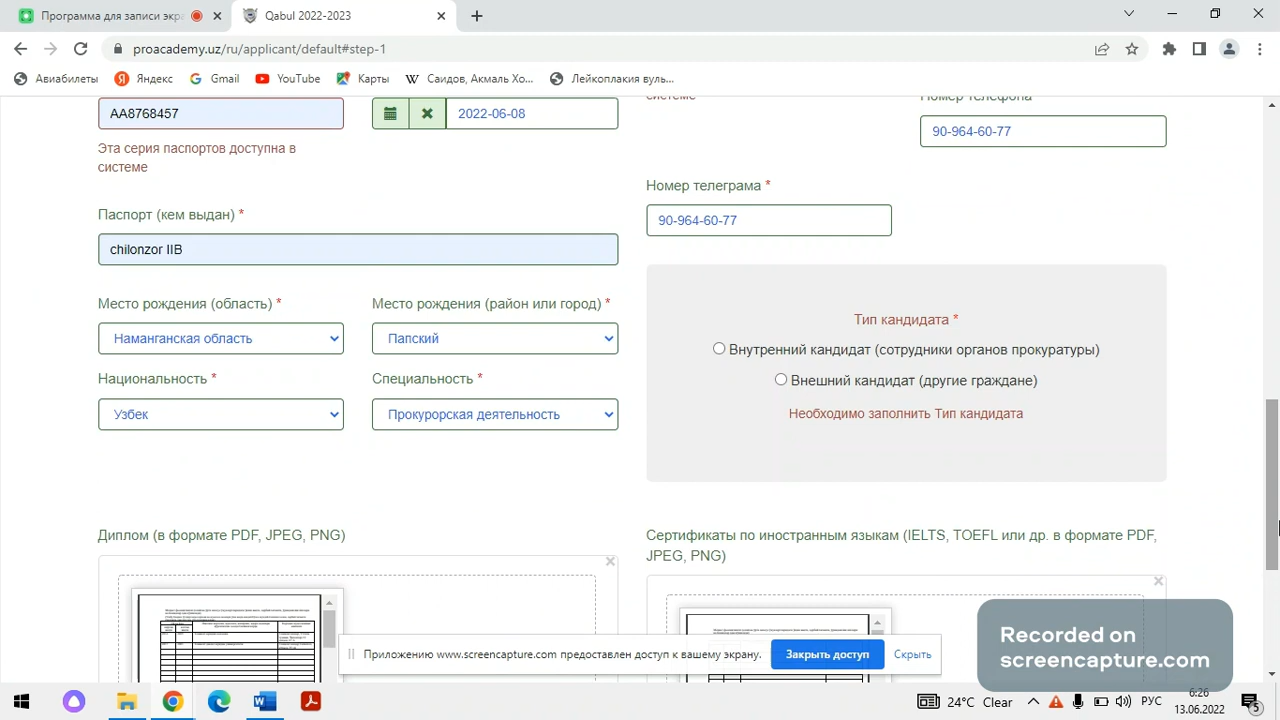 Программа для записи экра
Qabul 2022-2023
proacademy.uz/ru/applicant/default#step-1
Авиабилеты
Яндекс
Gmail
YouTube
Карты
Саидов, Акмаль Хо...
Лейкоплакия вуль...
системе
Номер телефона
AA8768457
2022-06-08
90-964-60-77
Эта серия паспортов доступна в
системе
Номер телеграма *
Паспорт (кем выдан) *
90-964-60-77
chilonzor IIB
Место рождения (область) *
Место рождения (район или город) *
Тип кандидата *
Наманганская область
Папский
Внутренний кандидат (сотрудники органов прокуратуры)
Национальность *
Специальность *
Внешний кандидат (другие граждане)
Узбек
Прокурорская деятельность
Необходимо заполнить Тип кандидата
Диплом (в формате PDF, JPEG, PNG)
Сертификаты по иностранным языкам (IELTS, TOEFL или др. в формате PDF,
JPEG, PNG)
Приложению www.screencapture.com предоставлен доступ к вашему экрану.
Закрыть доступ
Скрыть
Recorded on
screencapture.com
24°C Clear
РУС
6:26
13.06.2022
5